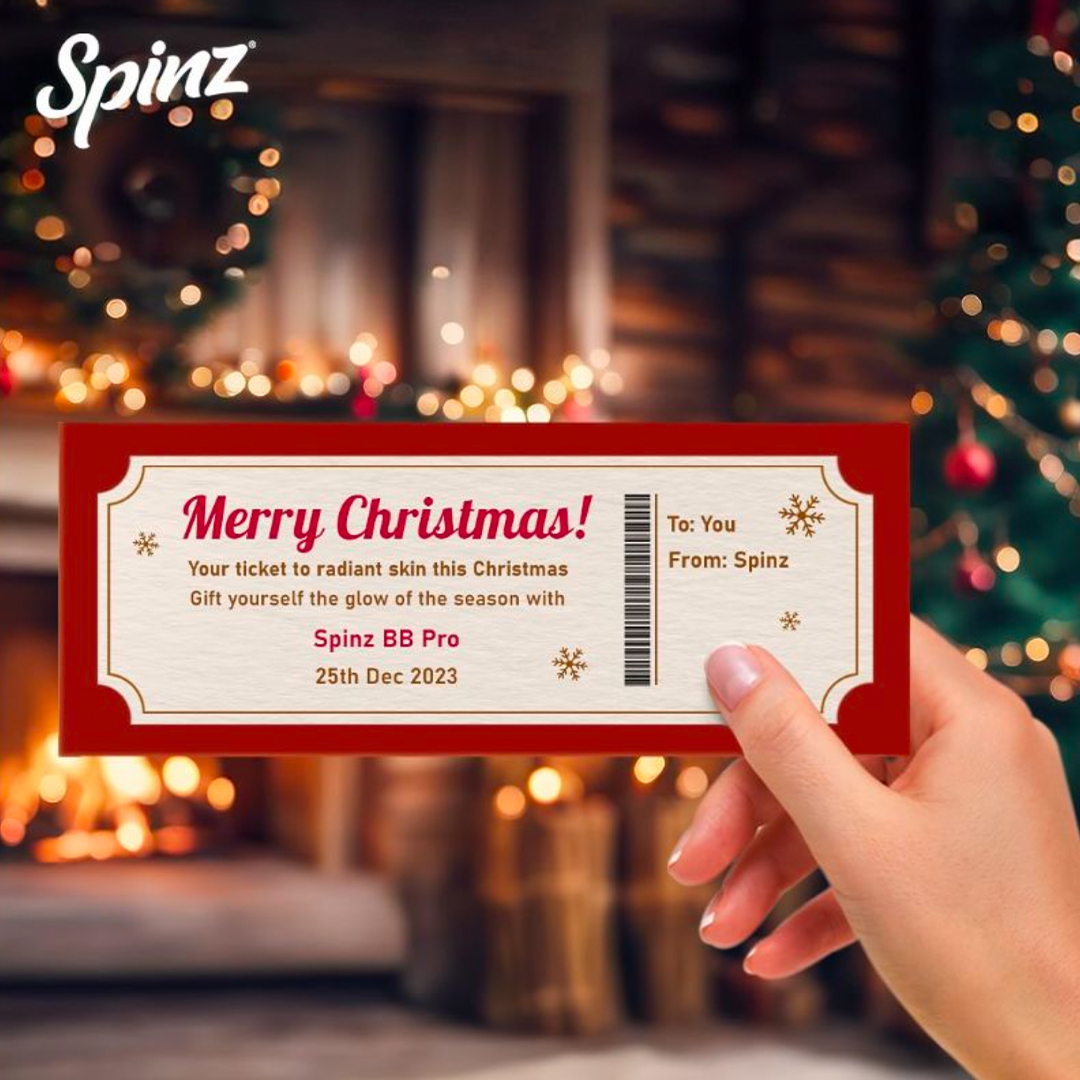 Spinz®
Merry Christmas!
Your ticket to radiant skin this Christmas
Gift yourself the glow of the season with
Spinz BB Pro
25th Dec 2023
To: You
From: Spinz